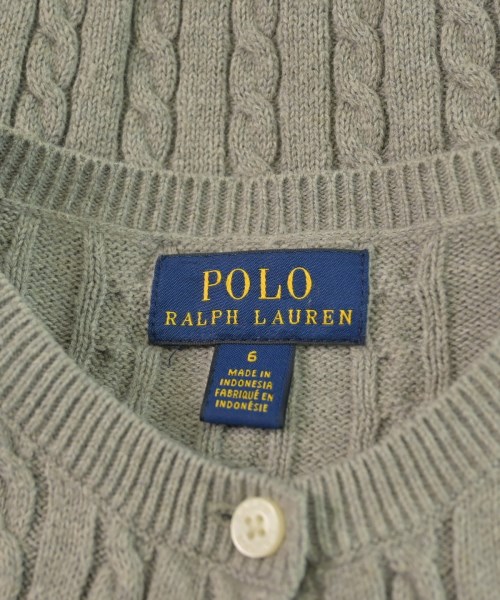 POLO
RALPH LAUREN
6
MADE IN
INDONESIA
FABRIQUÉ EN
INDONÉSIE